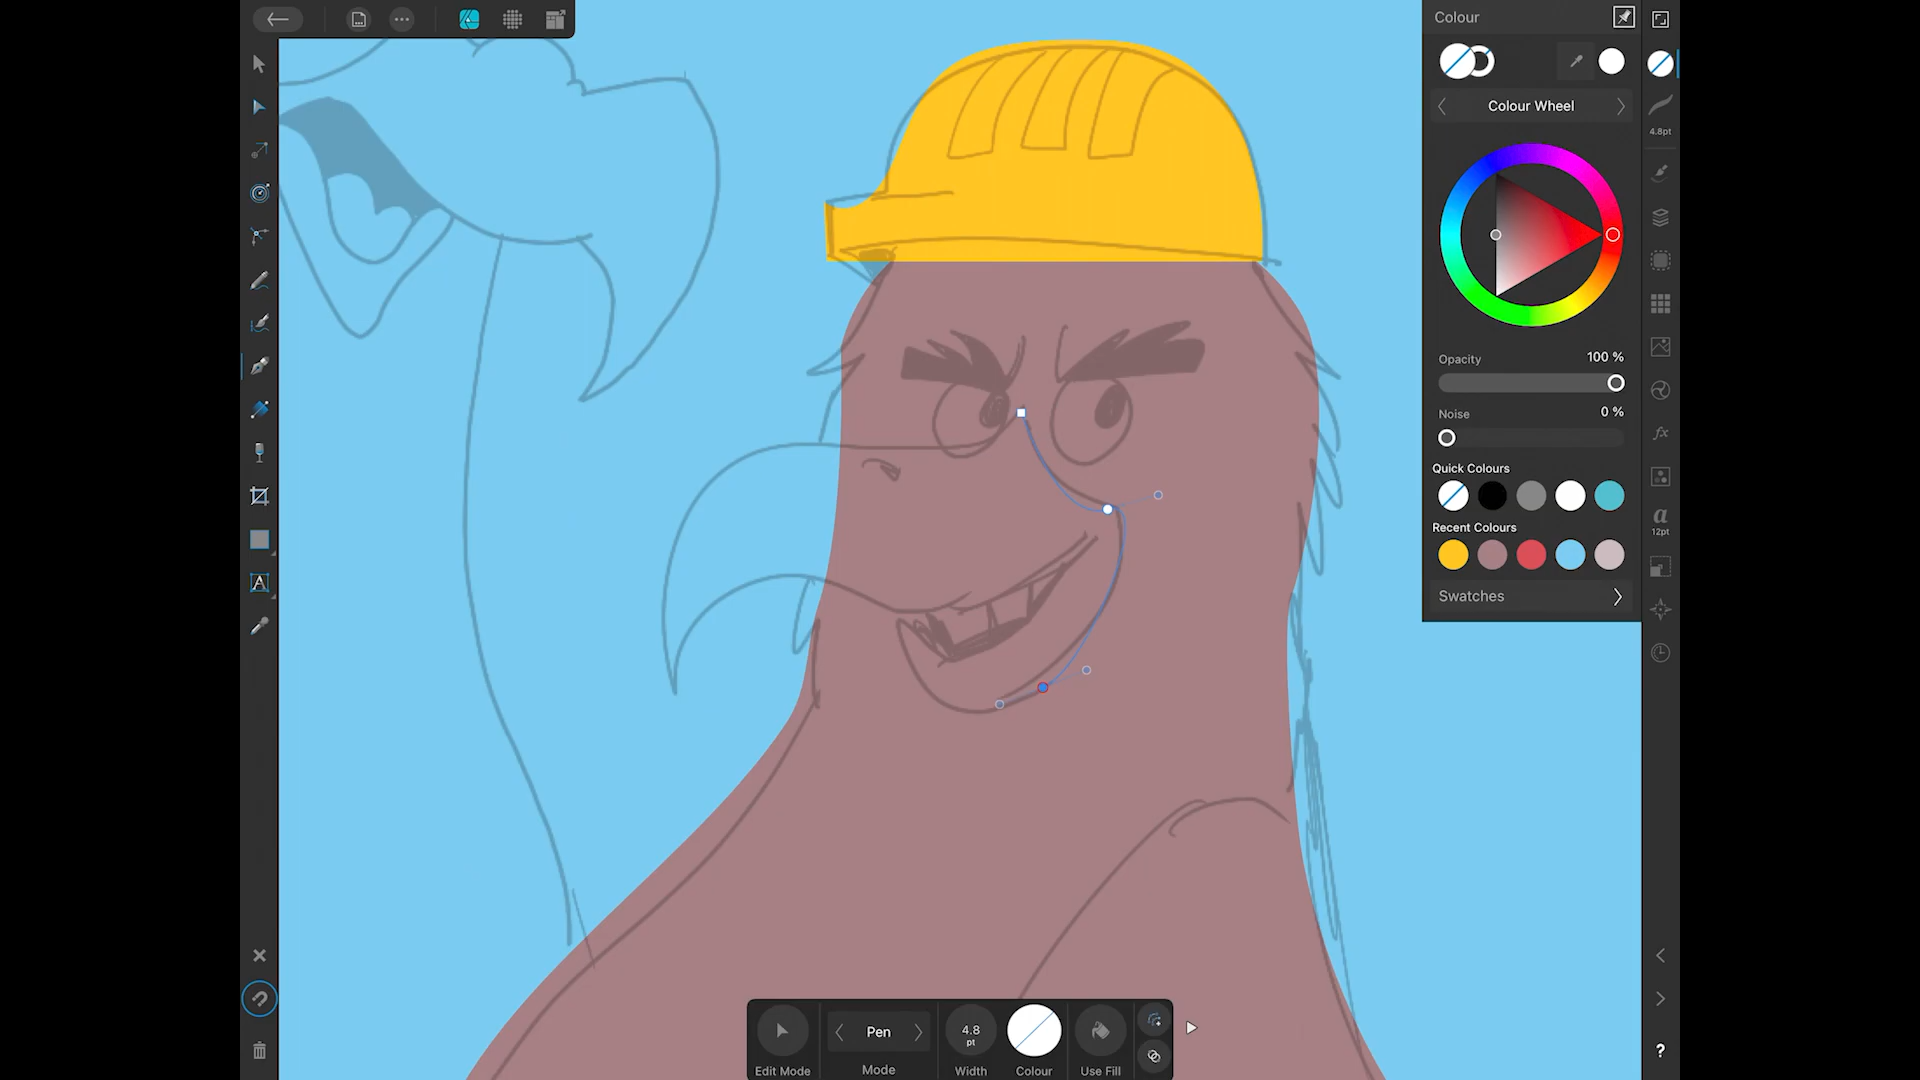 Colour
Colour Wheel
4.8pt
Opacity 100 %
Noise 0 %
Quick Colours
a
12pt
Recent Colours
Swatches
fx
A
4.8
pt
Pen
Edit Mode Mode Width Colour Use Fill
?